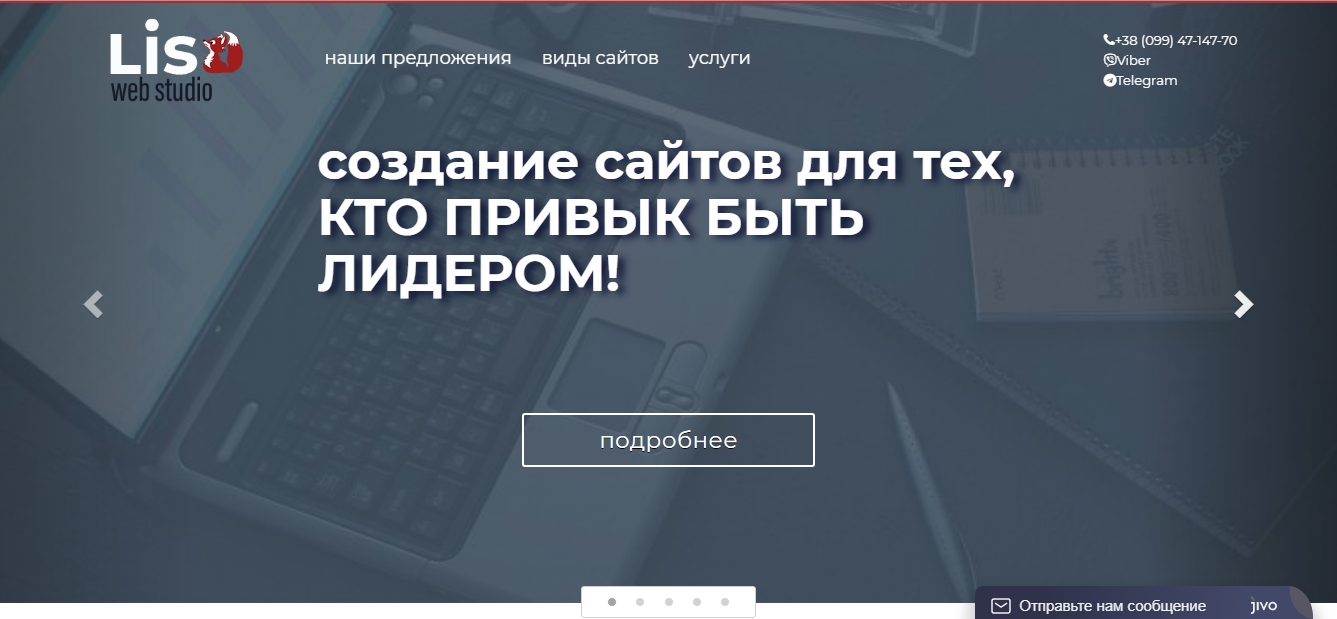 Lis
web studio
наши предложения виды сайтов услуги
+38 (099) 47-147-70
Viber
Telegram
создание сайтов для тех,
КТО ПРИВЫК БЫТЬ
ЛИДЕРОМ!
brights
подробнее
Отправьте нам сообщение jivo